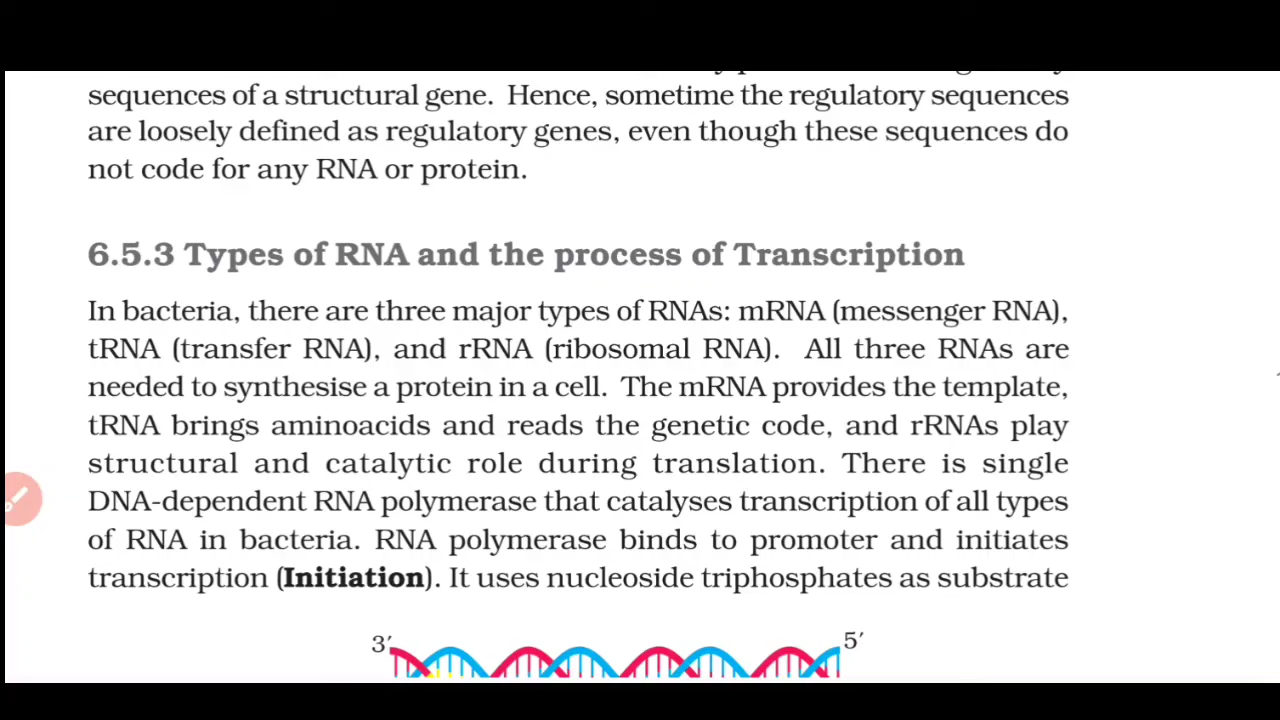 sequences of a structural gene. Hence, sometime the regulatory sequences
are loosely defined as regulatory genes, even though these sequences do
not code for any RNA or protein.
6.5.3 Types of RNA and the process of Transcription
In bacteria, there are three major types of RNAs: mRNA (messenger RNA),
tRNA (transfer RNA), and rRNA (ribosomal RNA). All three RNAs are
needed to synthesise a protein in a cell. The mRNA provides the template,
tRNA brings aminoacids and reads the genetic code, and rRNAs play
structural and catalytic role during translation. There is single
DNA-dependent RNA polymerase that catalyses transcription of all types
of RNA in bacteria. RNA polymerase binds to promoter and initiates
transcription (Initiation). It uses nucleoside triphosphates as substrate
3′ 5′